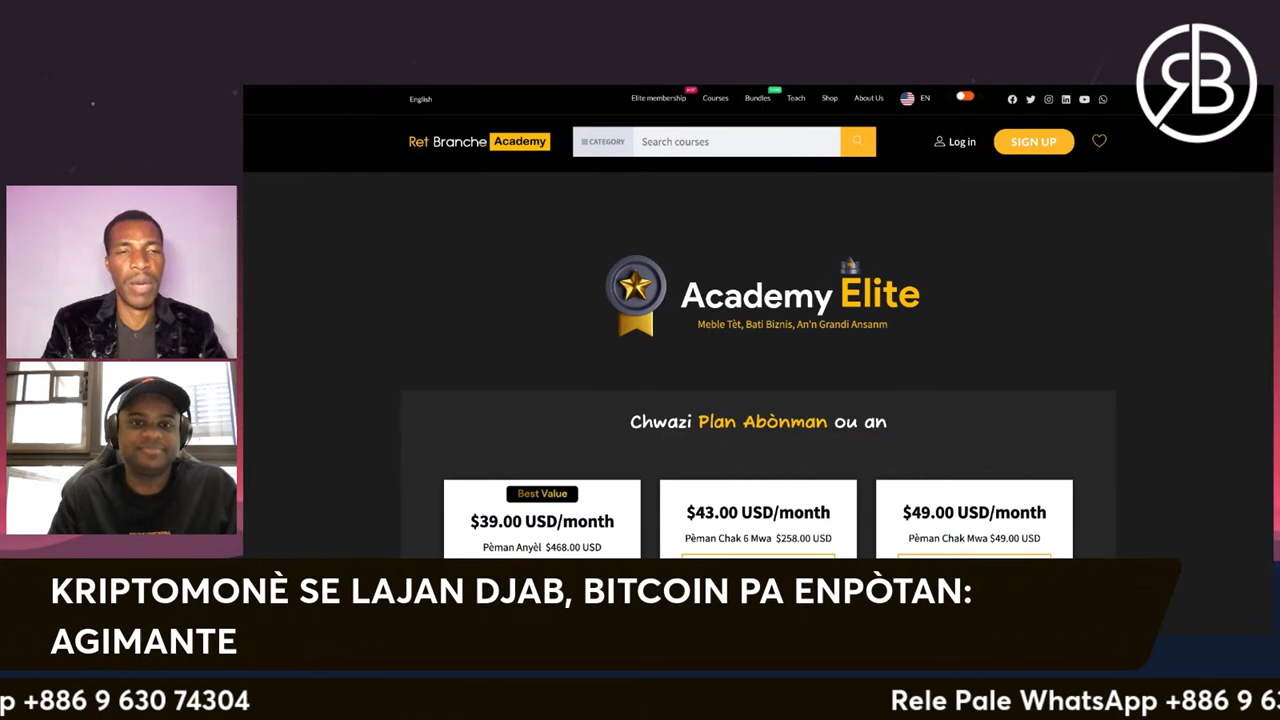 RB
English
Elite membership HOT Courses Bundles NEW Teach Shop About Us EN
Ret Branche Academy
CATEGORY Search courses
Log in SIGN UP
Academy Elite
Meble Tèt, Bati Biznis, An'n Grandi Ansanm
Chwazi Plan Abònman ou an
Best Value
$39.00 USD/month
Pèman Anyèl $468.00 USD
$43.00 USD/month
Pèman Chak 6 Mwa $258.00 USD
$49.00 USD/month
Pèman Chak Mwa $49.00 USD
KRIPTOMONÈ SE LAJAN DJAB, BITCOIN PA ENPÒTAN:
AGIMANTE
p +886 9 630 74304 Rele Pale WhatsApp +886 9 63